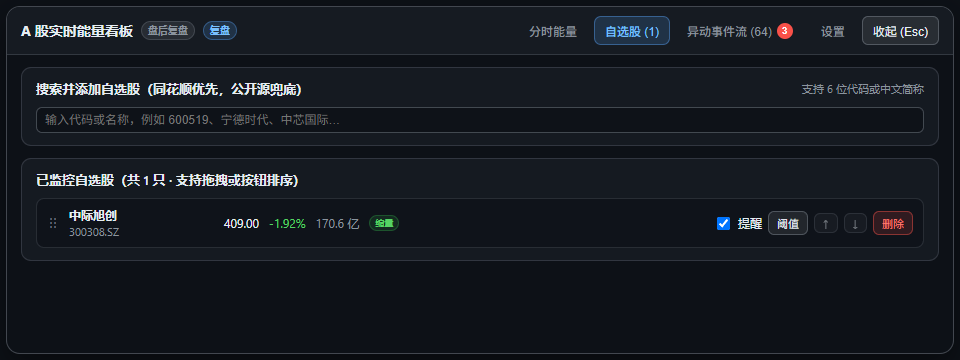 A 股实时能量看板 盘后复盘 复盘 分时能量 自选股 (1) 异动事件流 (64) 3 设置 收起 (Esc)
搜索并添加自选股（同花顺优先，公开源兜底） 支持 6 位代码或中文简称
输入代码或名称，例如 600519、宁德时代、中芯国际...
已监控自选股（共 1 只 · 支持拖拽或按钮排序）
中际旭创 409.00 -1.92% 170.6 亿 缩量 提醒 阈值 ↑ ↓ 删除
300308.SZ